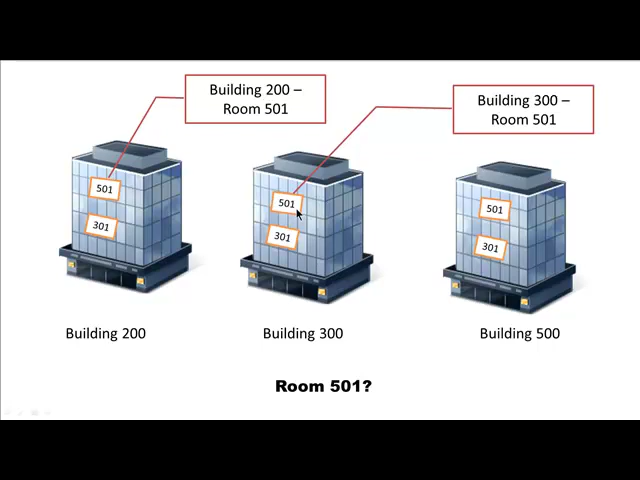 Building 200 –
Room 501
Building 300 –
Room 501
501
301
501
301
501
301
Building 200
Building 300
Building 500
Room 501?